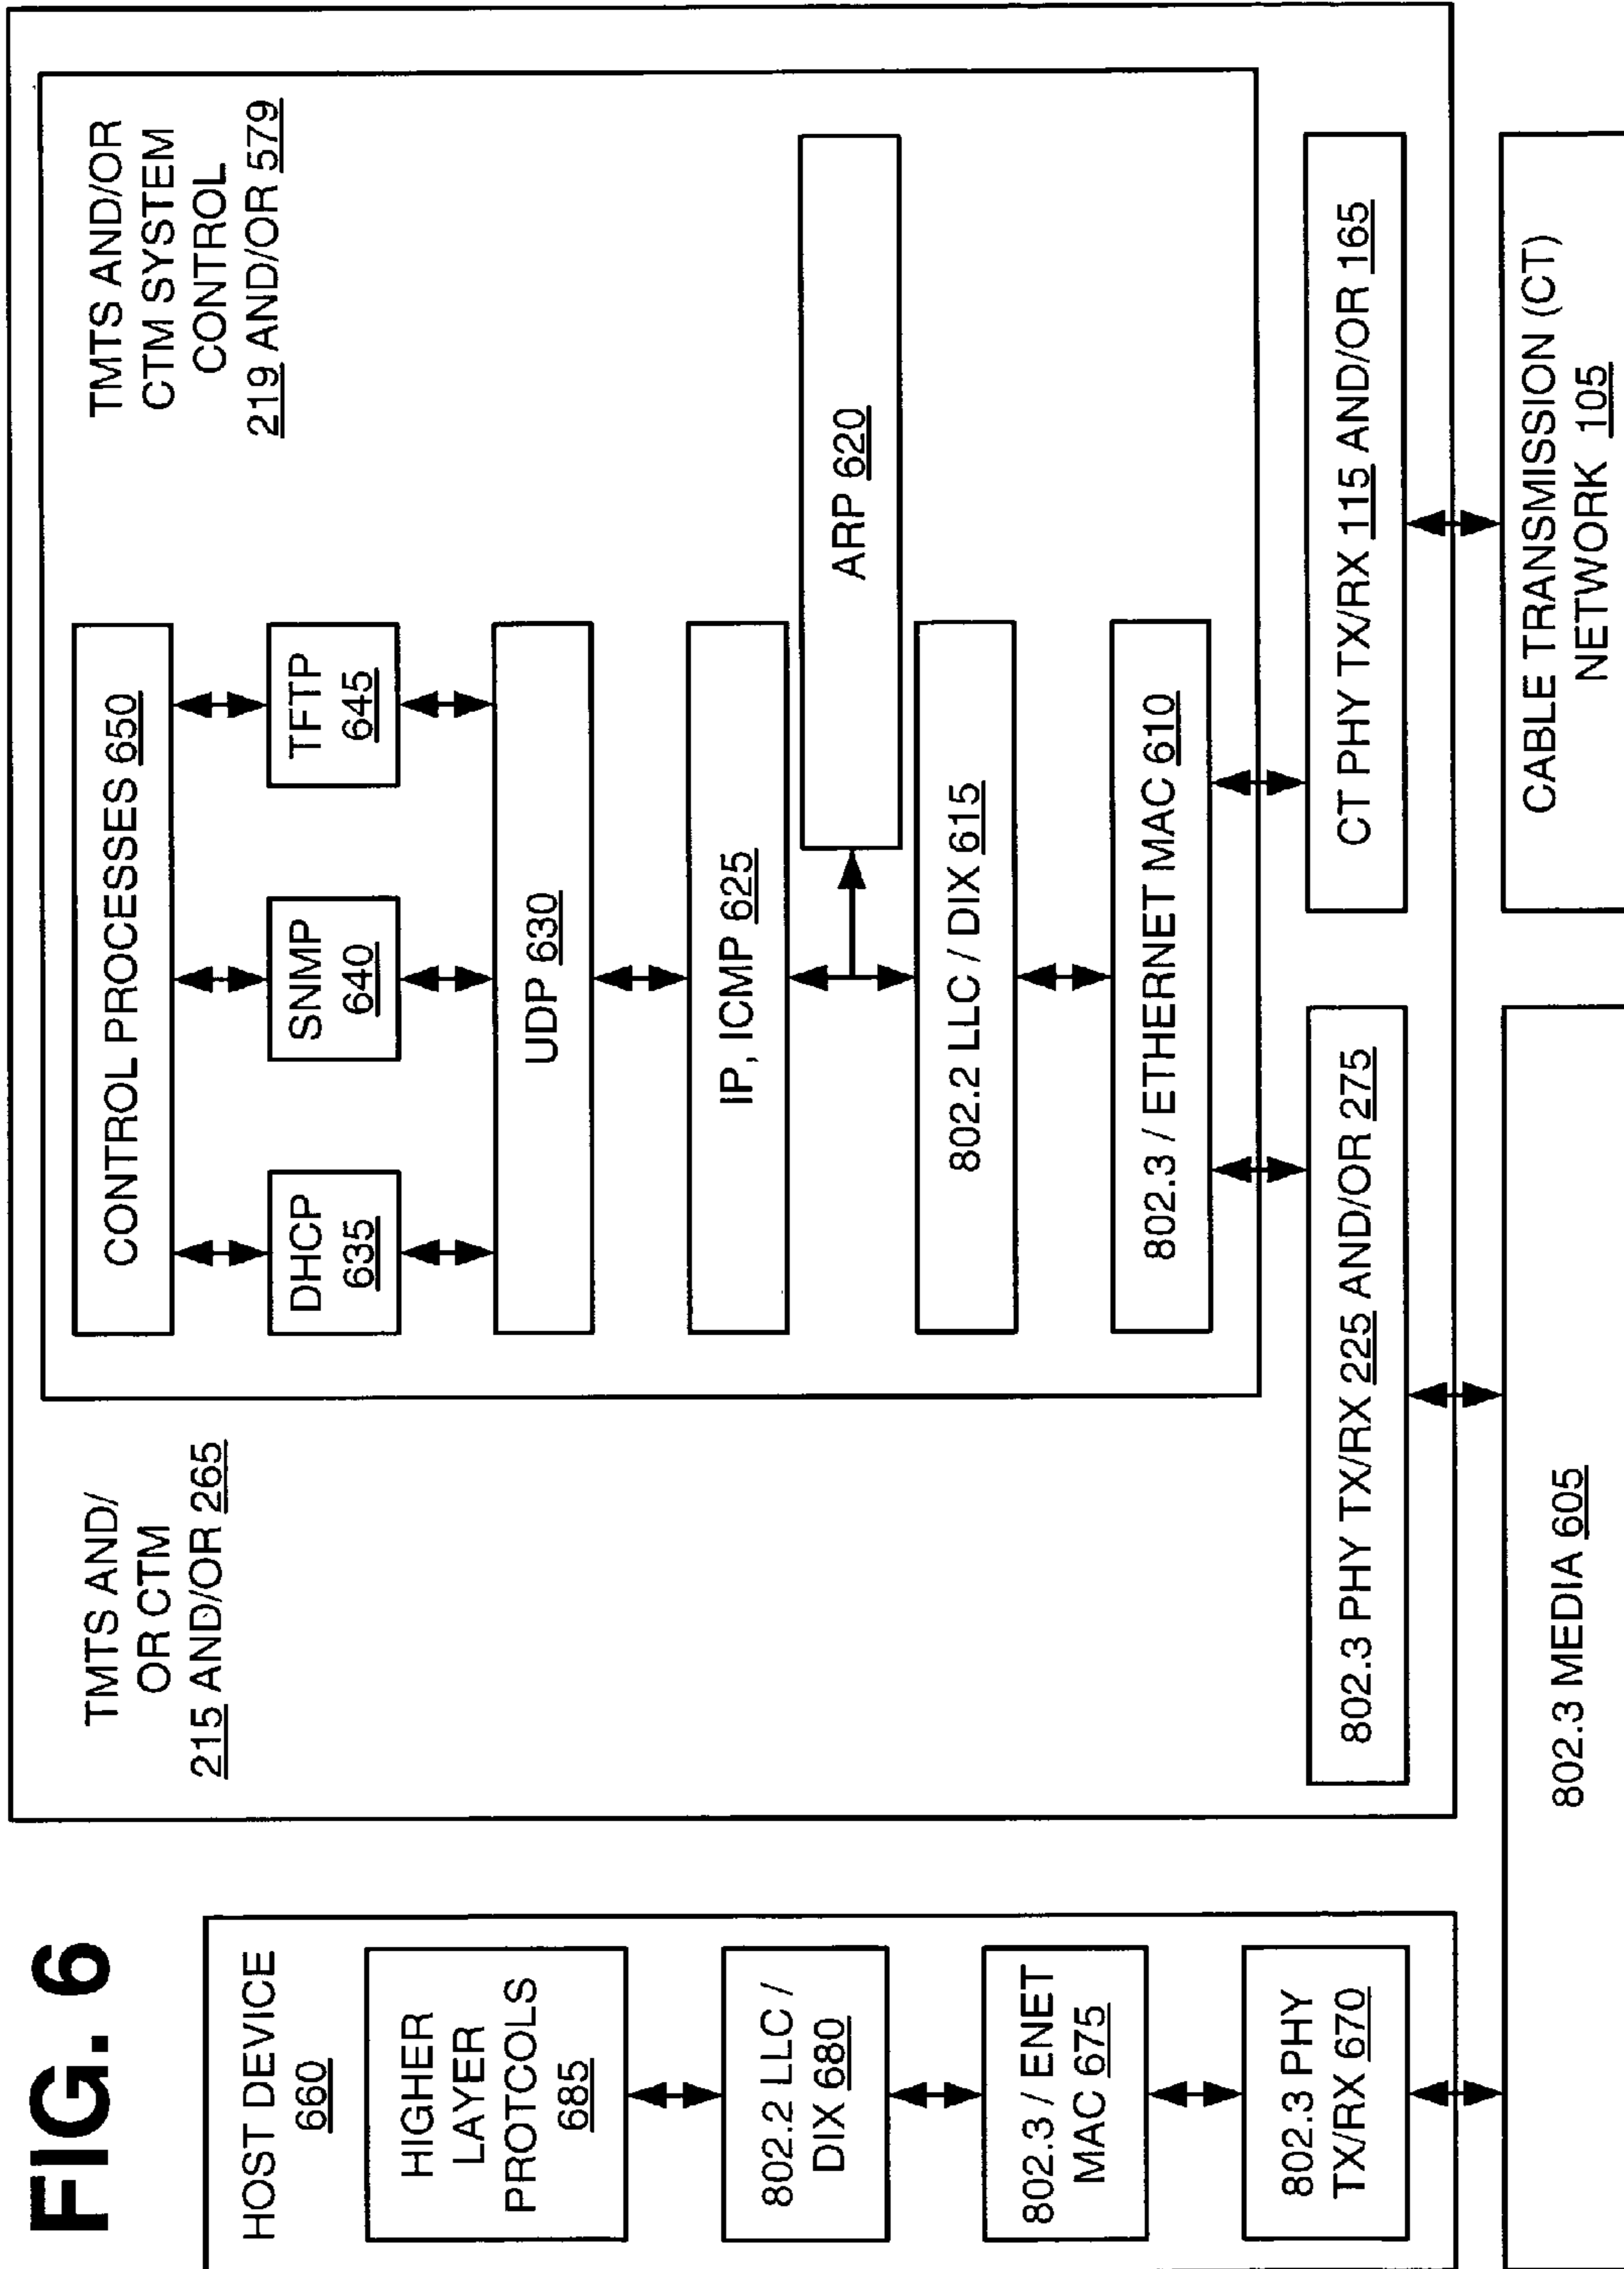 FIG. 6
HOST DEVICE
660
HIGHER
LAYER
PROTCOLS
685
802.2 LLC /
DIX 680
802.3 / ENET
MAC 675
802.3 PHY
TX/RX 670
TMTS AND/
OR CTM
215 AND/OR 265
TMTS AND/OR
CTM SYSTEM
CONTROL
219 AND/OR 579
CONTROL PROCESSES 650
DHCP
635
SNMP
640
TFTP
645
UDP 630
IP, ICMP 625
ARP 620
802.2 LLC / DIX 615
802.3 / ETHERNET MAC 610
802.3 PHY TX/RX 225 AND/OR 275
CT PHY TX/RX 115 AND/OR 165
802.3 MEDIA 605
CABLE TRANSMISSION (CT)
NETWORK 105